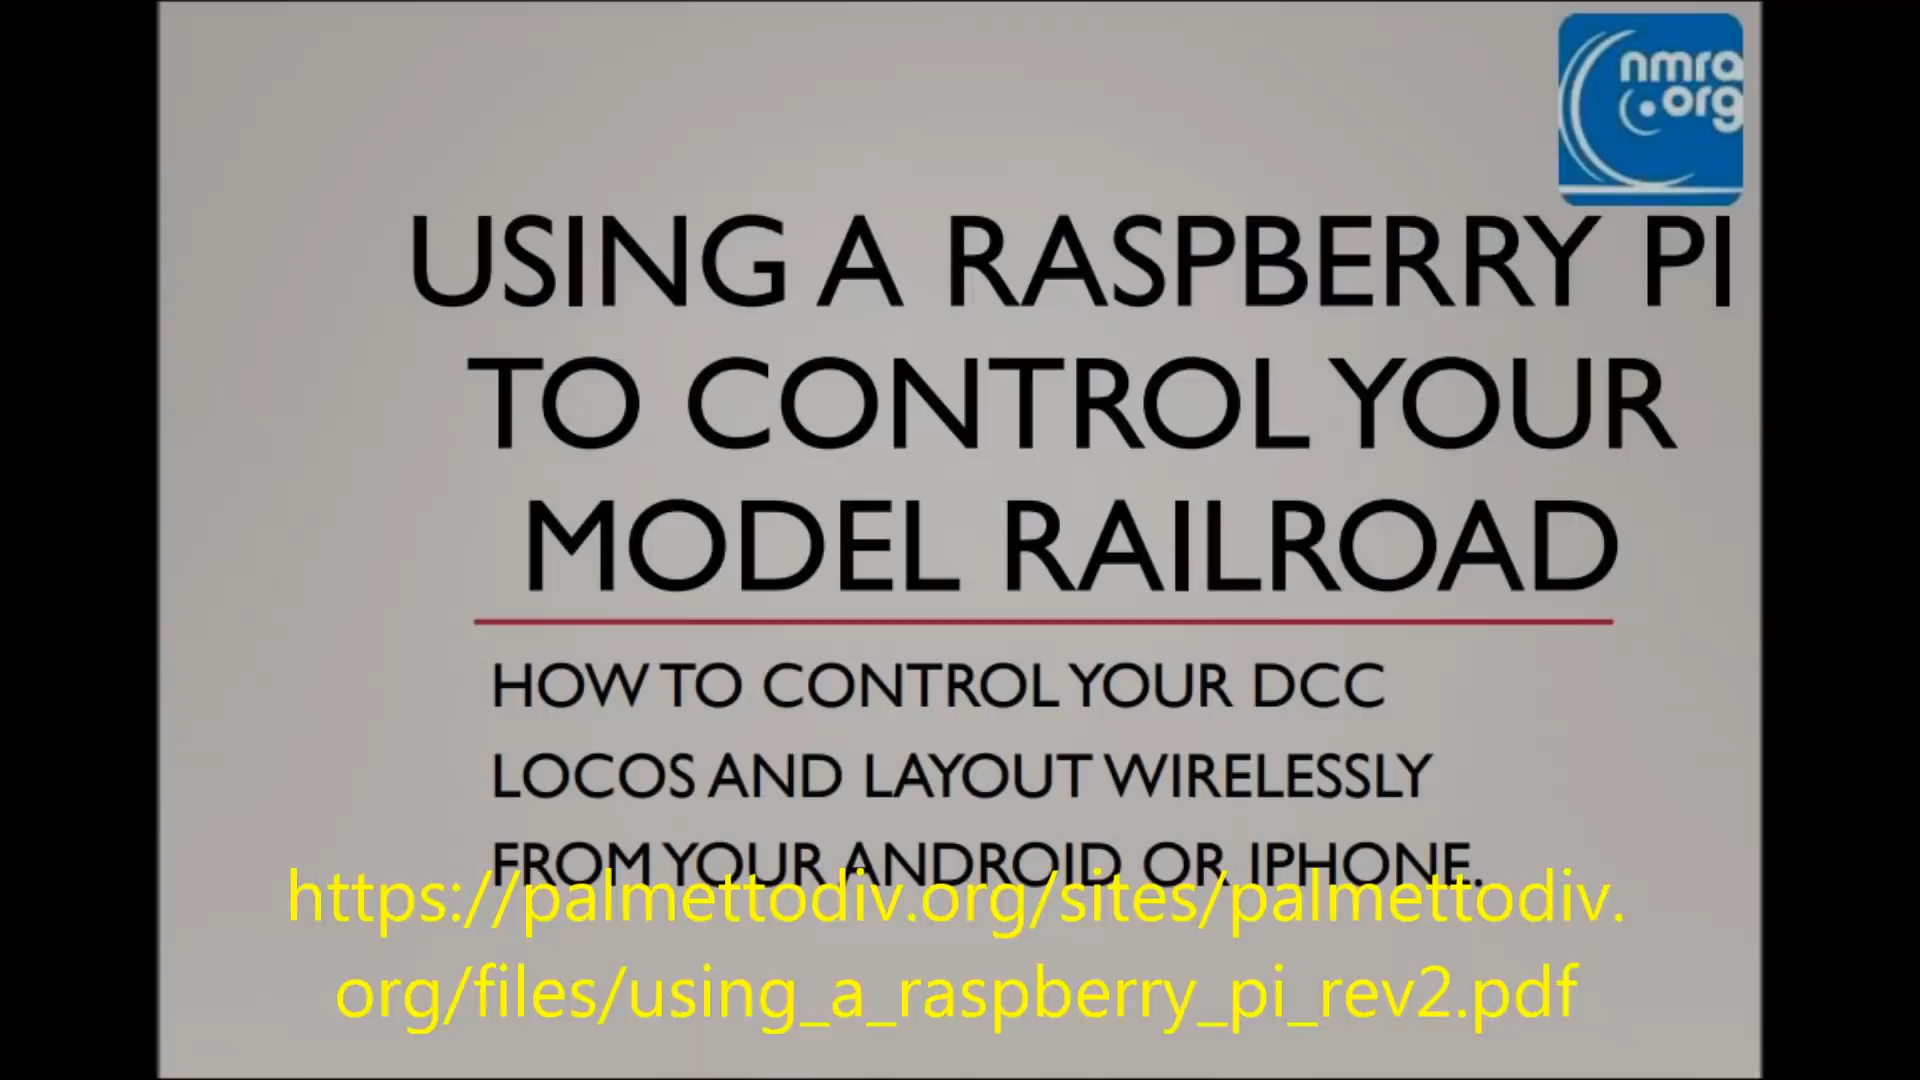 nmra
.org
USING A RASPBERRY PI
TO CONTROL YOUR
MODEL RAILROAD
HOW TO CONTROL YOUR DCC
LOCOS AND LAYOUT WIRELESSLY
FROM YOUR ANDROID OR IPHONE.
https://palmettodiv.org/sites/palmettodiv.
org/files/using_a_raspberry_pi_rev2.pdf